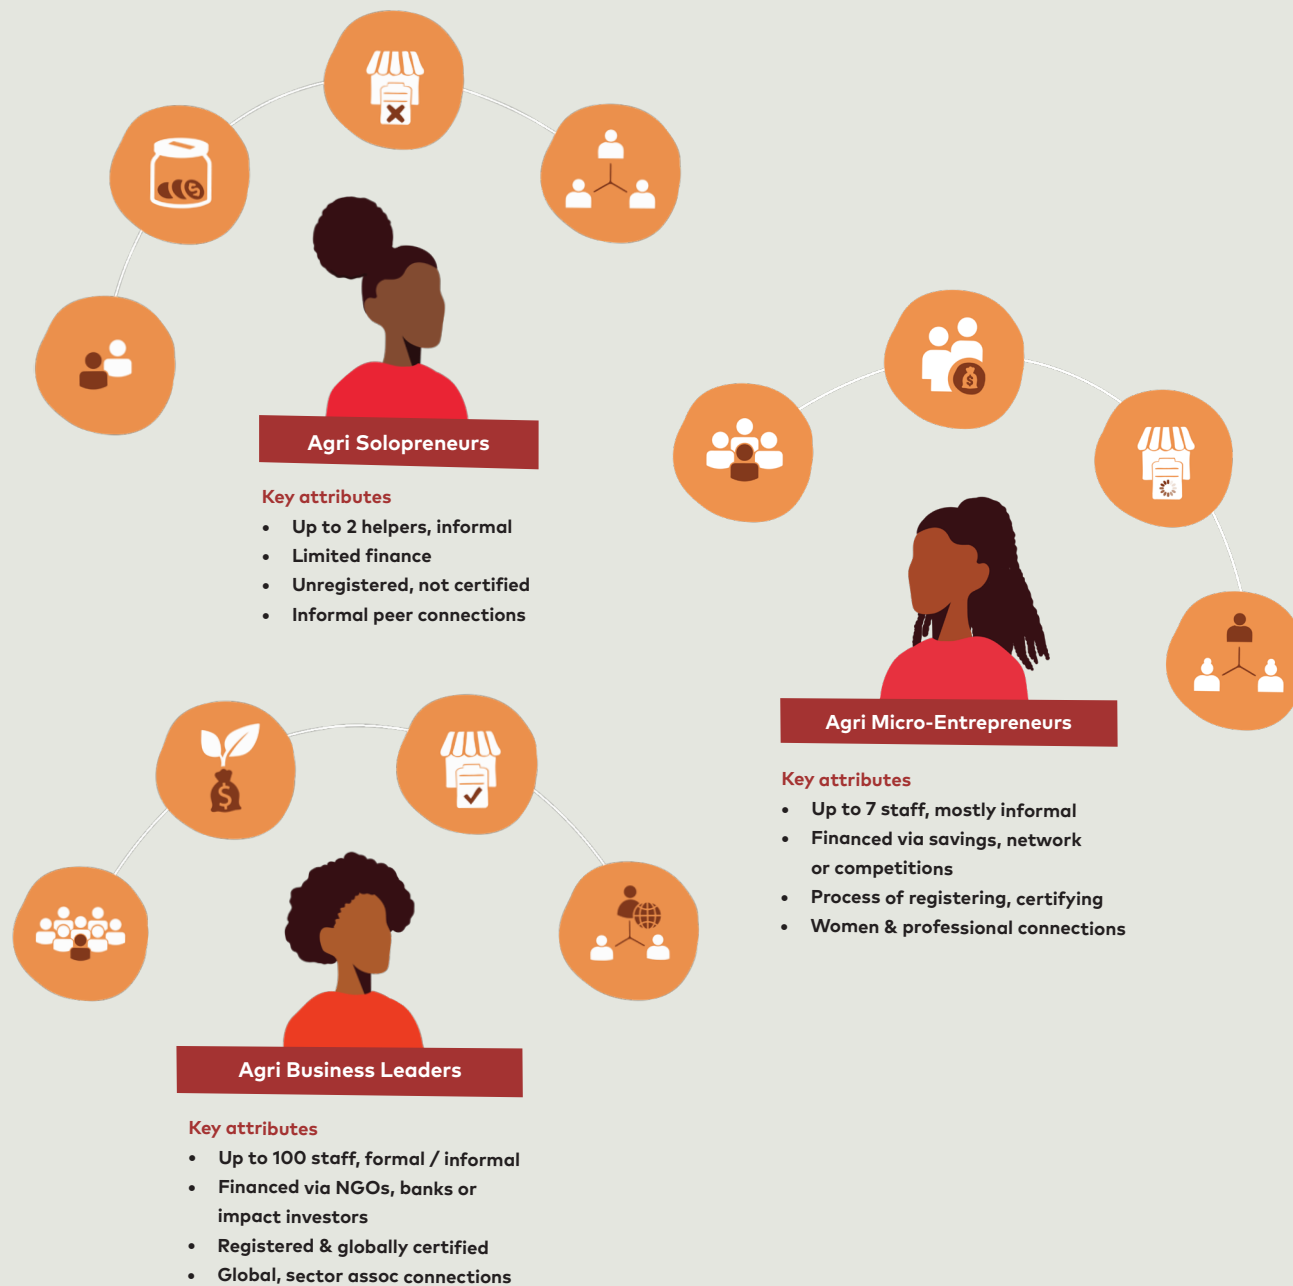 Agri Solopreneurs
Key attributes
• Up to 2 helpers, informal
• Limited finance
• Unregistered, not certified
• Informal peer connections
Agri Micro-Entrepreneurs
Key attributes
• Up to 7 staff, mostly informal
• Financed via savings, network
or competitions
• Process of registering, certifying
• Women & professional connections
Agri Business Leaders
Key attributes
• Up to 100 staff, formal / informal
• Financed via NGOs, banks or
impact investors
• Registered & globally certified
• Global, sector assoc connections